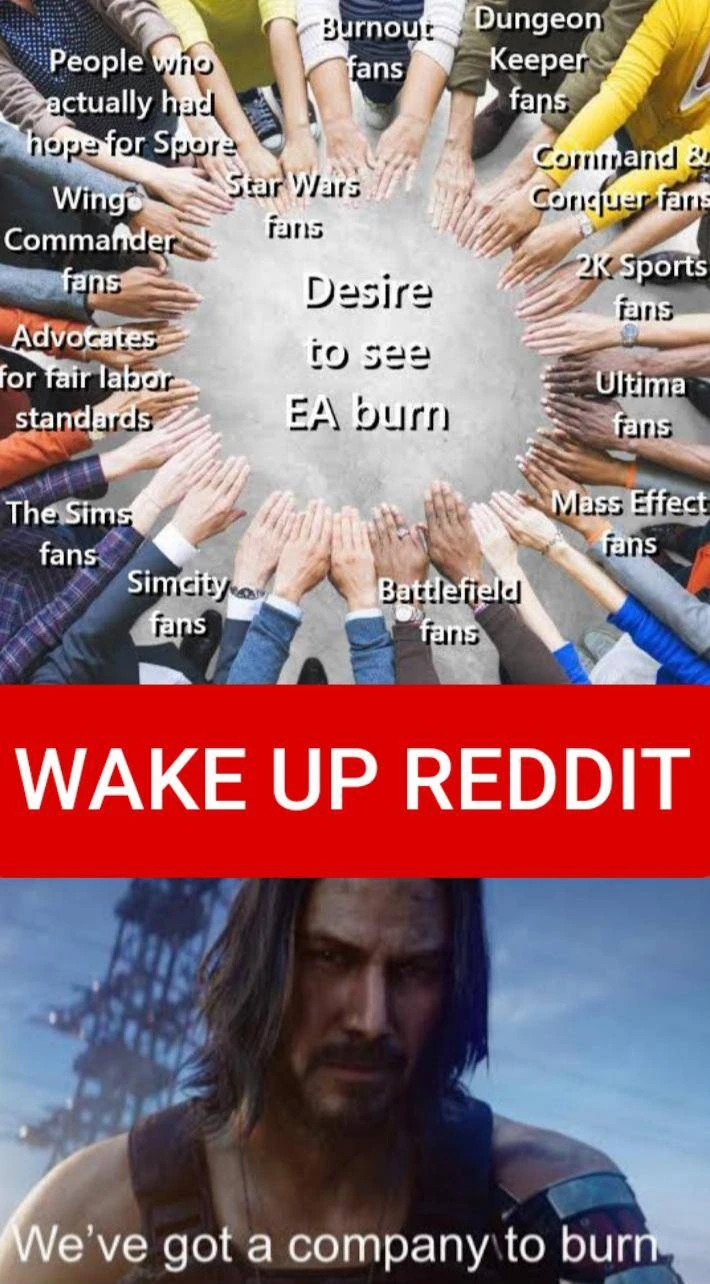 Burnout
fans
Dungeon
Keeper
fans
People who
actually had
hope for Spore
Command &
Conquer fans
Star Wars
fans
Wing
Commander
fans
2K Sports
fans
Desire
to see
EA burn
Advocates
for fair labor
standards
Ultima
fans
The Sims
fans
Mass Effect
fans
Simcity
fans
Battlefield
fans
WAKE UP REDDIT
We've got a company to burn